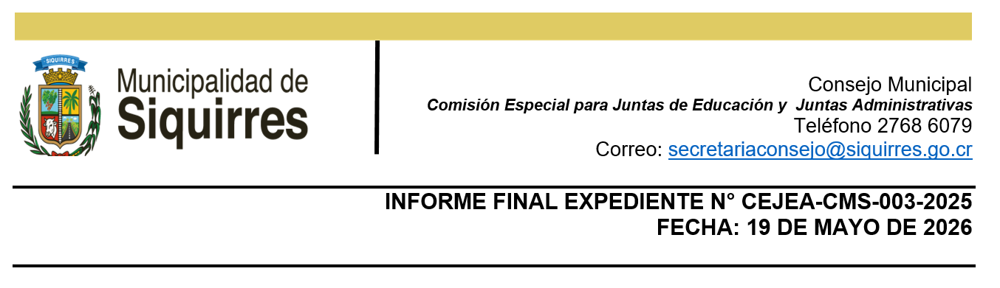 SIQUIRRES
Municipalidad de
Siquirres
Consejo Municipal
Comisión Especial para Juntas de Educación y Juntas Administrativas
Teléfono 2768 6079
Correo: secretariaconsejo@siquirres.go.cr
INFORME FINAL EXPEDIENTE N° CEJEA-CMS-003-2025
FECHA: 19 DE MAYO DE 2026